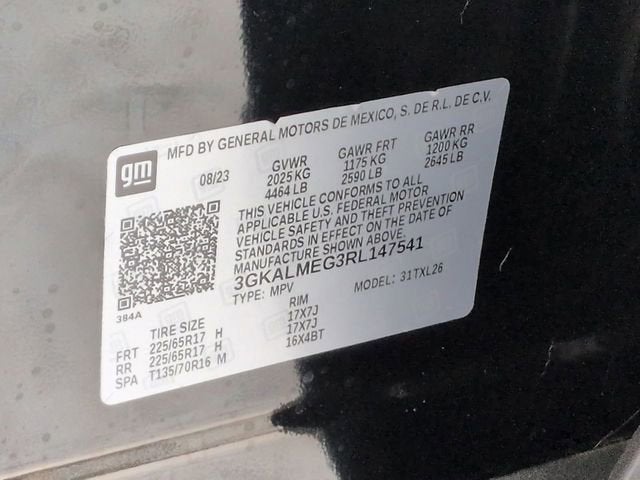 gm
MFD BY GENERAL MOTORS DE MEXICO, S. DE R.L. DE C.V.
08/23
GVWR GAWR FRT GAWR RR
2025 KG 1175 KG 1200 KG
4464 LB 2590 LB 2645 LB
THIS VEHICLE CONFORMS TO ALL
APPLICABLE U.S. FEDERAL MOTOR
VEHICLE SAFETY AND THEFT PREVENTION
STANDARDS IN EFFECT ON THE DATE OF
MANUFACTURE SHOWN ABOVE.
3GKALMEG3RL147541
TYPE: MPV MODEL: 31TXL26
384A
TIRE SIZE RIM
FRT 225/65R17 H 17X7J
RR 225/65R17 H 17X7J
SPA T135/70R16 M 16X4BT